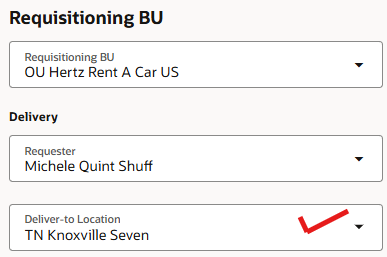 Requisitioning BU
Requisitioning BU
OU Hertz Rent A Car US
Delivery
Requester
Michele Quint Shuff
Deliver-to Location
TN Knoxville Seven